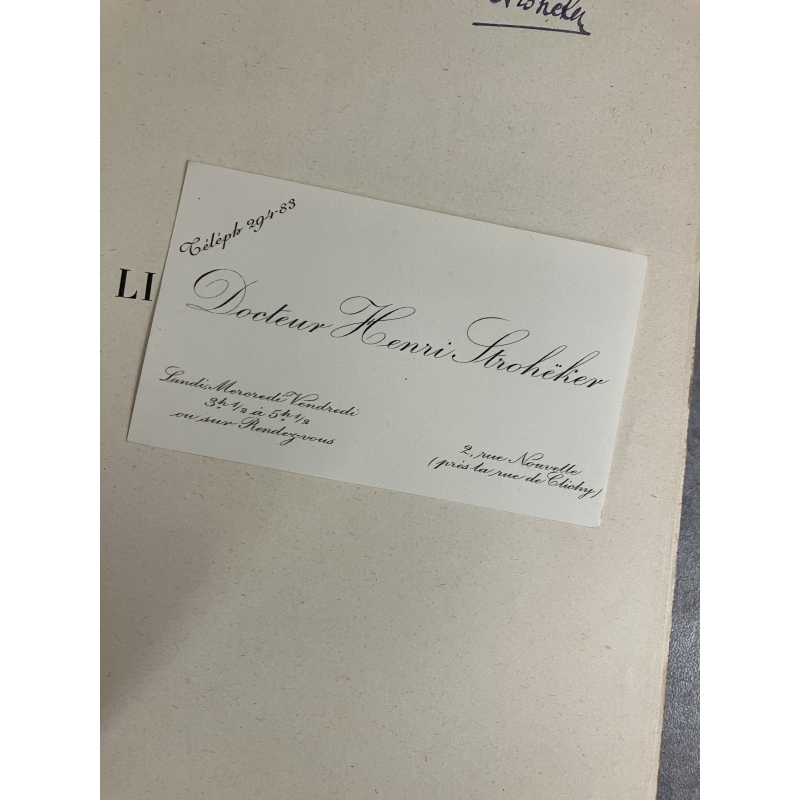 Téléph 294-83
LI
Docteur Henri Strohëker
Lundi, Mercredi Vendredi
3h 1/2 à 5h 1/2
ou sur Rendez-vous
2, rue Nouvelle
(près la rue de Clichy)